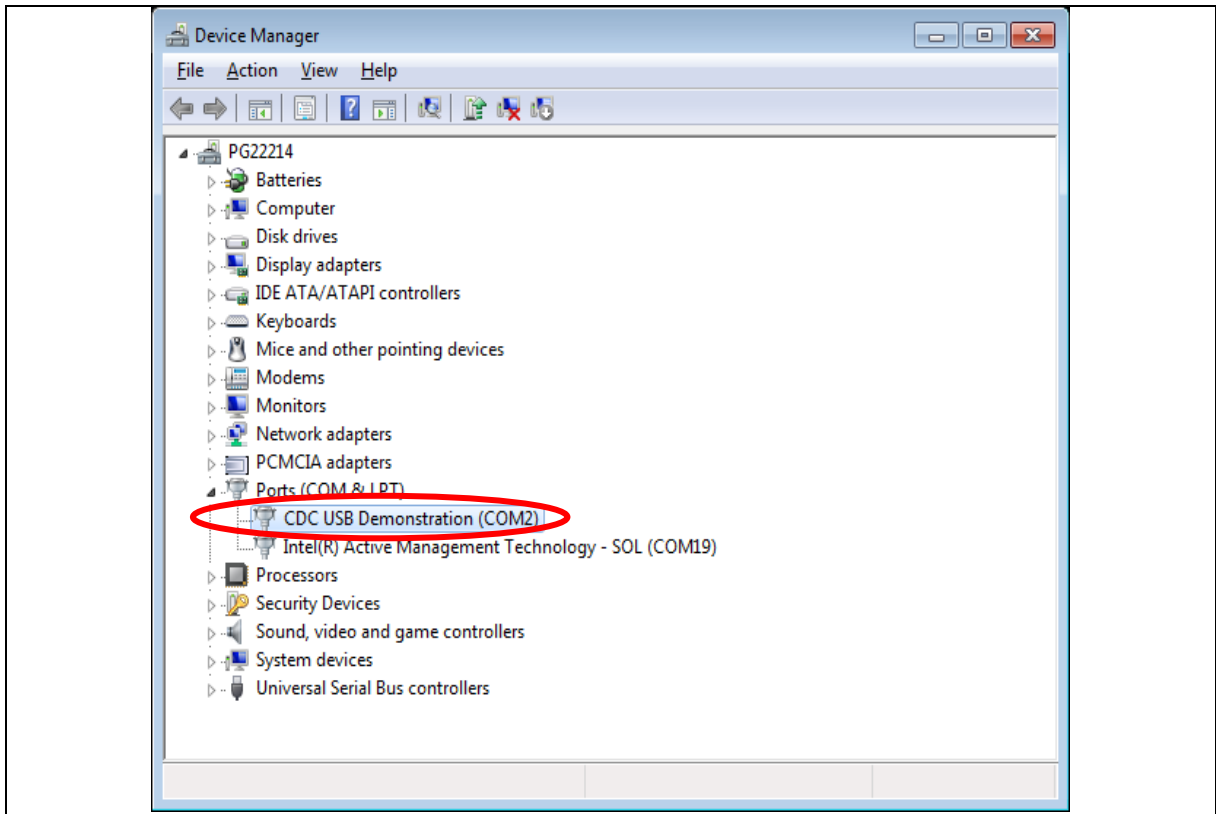 Device Manager
File Action View Help
PG22214
Batteries
Computer
Disk drives
Display adapters
IDE ATA/ATAPI controllers
Keyboards
Mice and other pointing devices
Modems
Monitors
Network adapters
PCMCIA adapters
Ports (COM & LPT)
CDC USB Demonstration (COM2)
Intel(R) Active Management Technology - SOL (COM19)
Processors
Security Devices
Sound, video and game controllers
System devices
Universal Serial Bus controllers